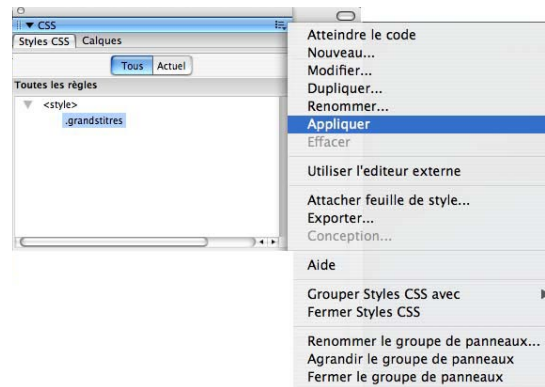 CSS
Styles CSS Calques
Tous Actuel
Toutes les règles
<style>
.grandstitres
Atteindre le code
Nouveau...
Modifier...
Dupliquer...
Renommer...
Appliquer
Effacer
Utiliser l'editeur externe
Attacher feuille de style...
Exporter...
Conception...
Aide
Grouper Styles CSS avec
Fermer Styles CSS
Renommer le groupe de panneaux...
Agrandir le groupe de panneaux
Fermer le groupe de panneaux